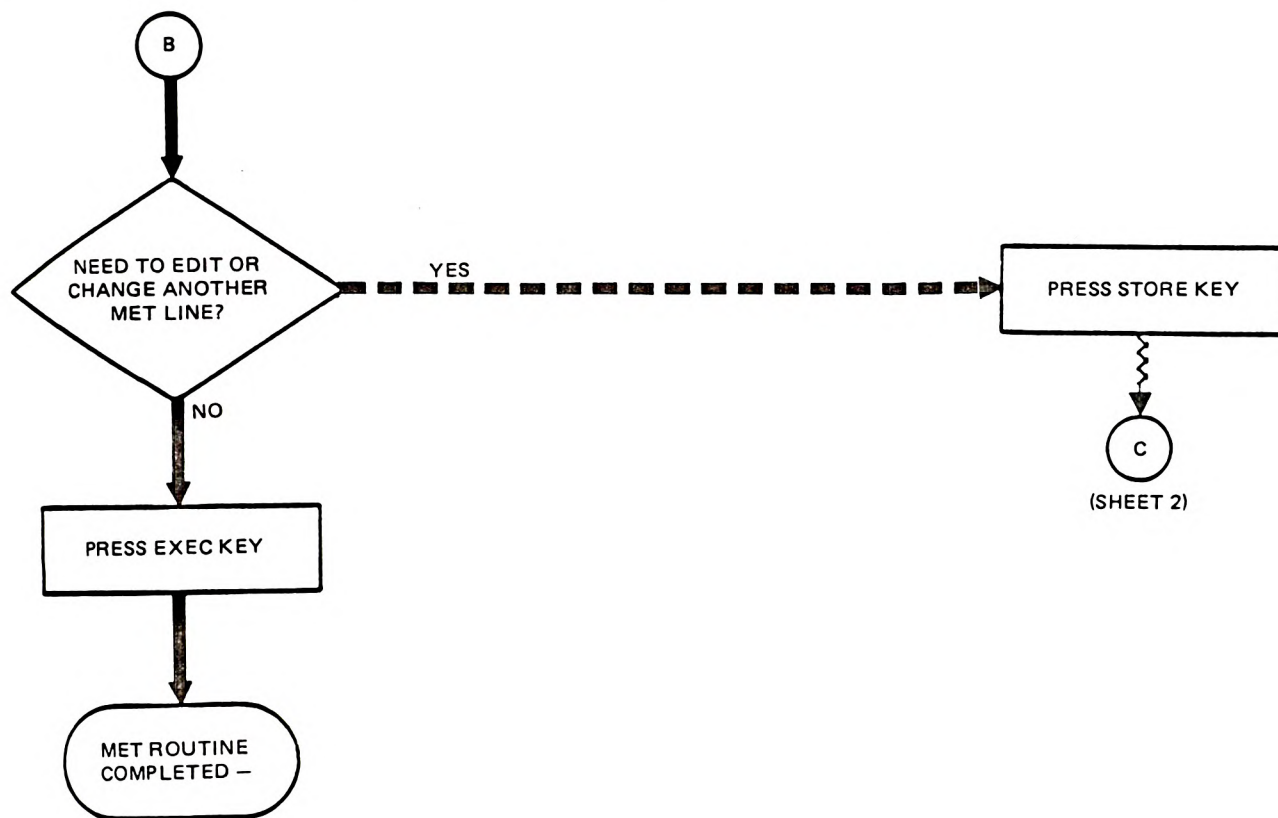 B
NEED TO EDIT OR
CHANGE ANOTHER
MET LINE?
YES
PRESS STORE KEY
NO
C
(SHEET 2)
PRESS EXEC KEY
MET ROUTINE
COMPLETED —